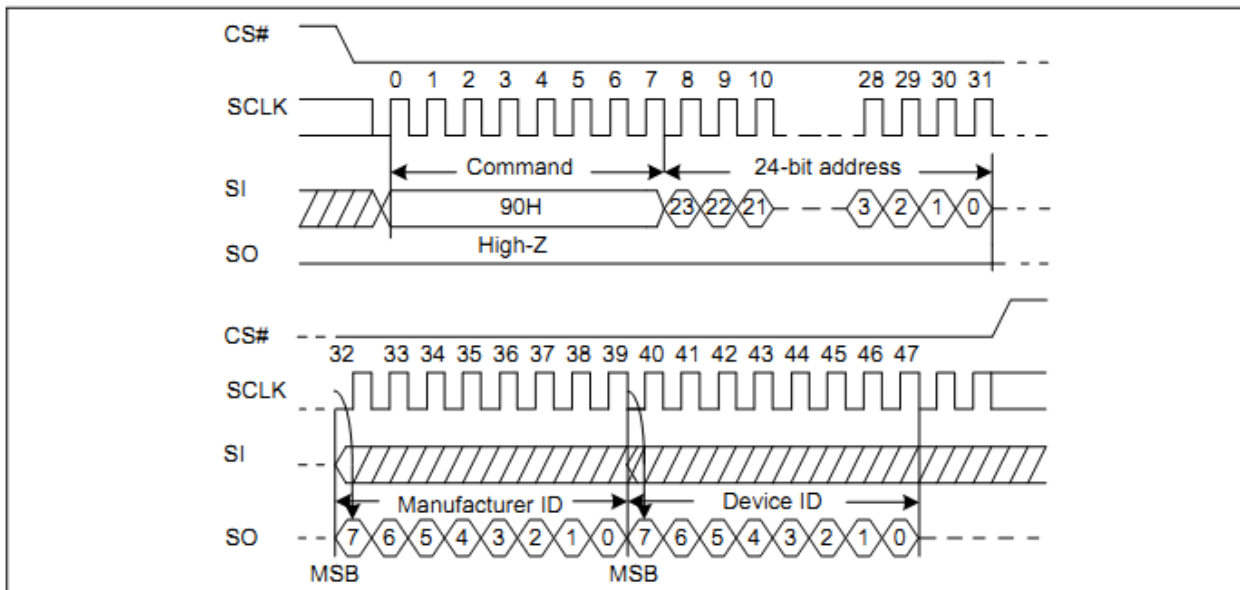 CS#
0 1 2 3 4 5 6 7 8 9 10 28 29 30 31
SCLK
Command 24-bit address
SI
90H 23 22 21 3 2 1 0
High-Z
SO
CS#
32 33 34 35 36 37 38 39 40 41 42 43 44 45 46 47
SCLK
SI
Manufacturer ID Device ID
SO 7 6 5 4 3 2 1 0 7 6 5 4 3 2 1 0
MSB MSB